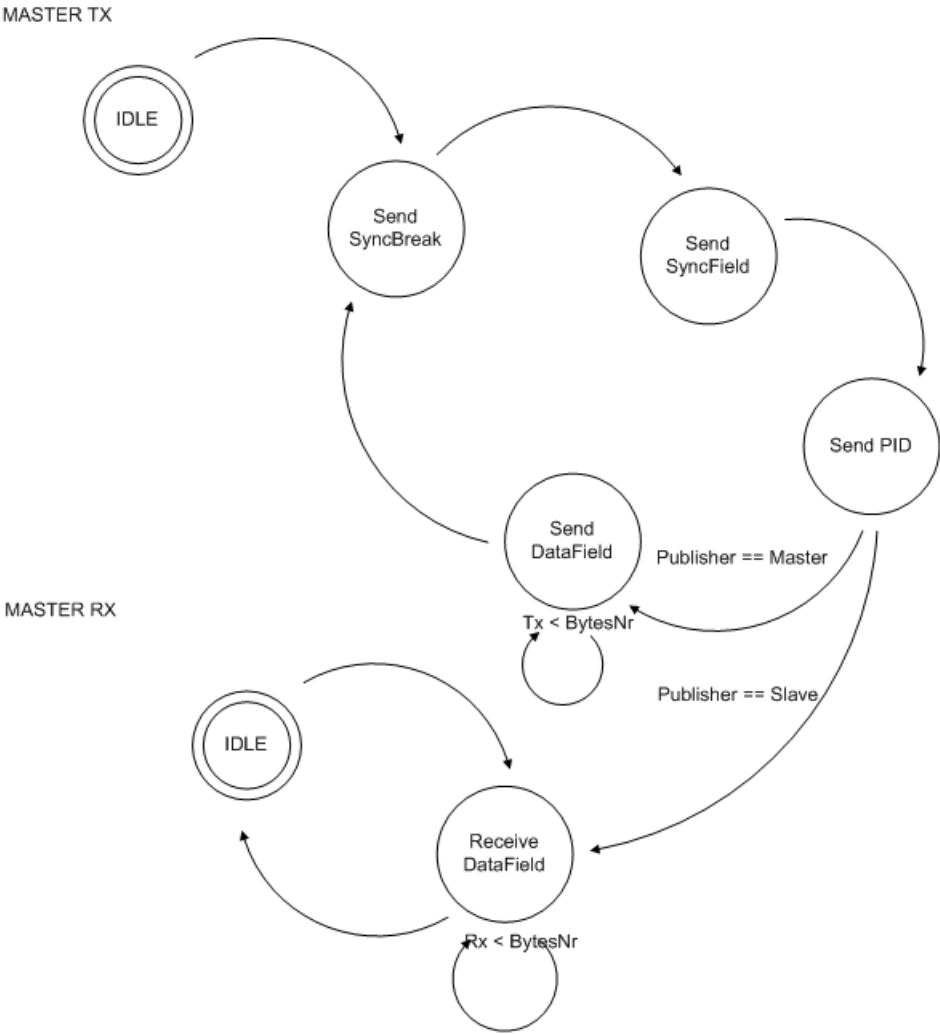 MASTER TX
IDLE
Send
SyncBreak
Send
SyncField
Send PID
Send
DataField
Publisher == Master
Tx < BytesNr
MASTER RX
Publisher == Slave
IDLE
Receive
DataField
Rx < BytesNr